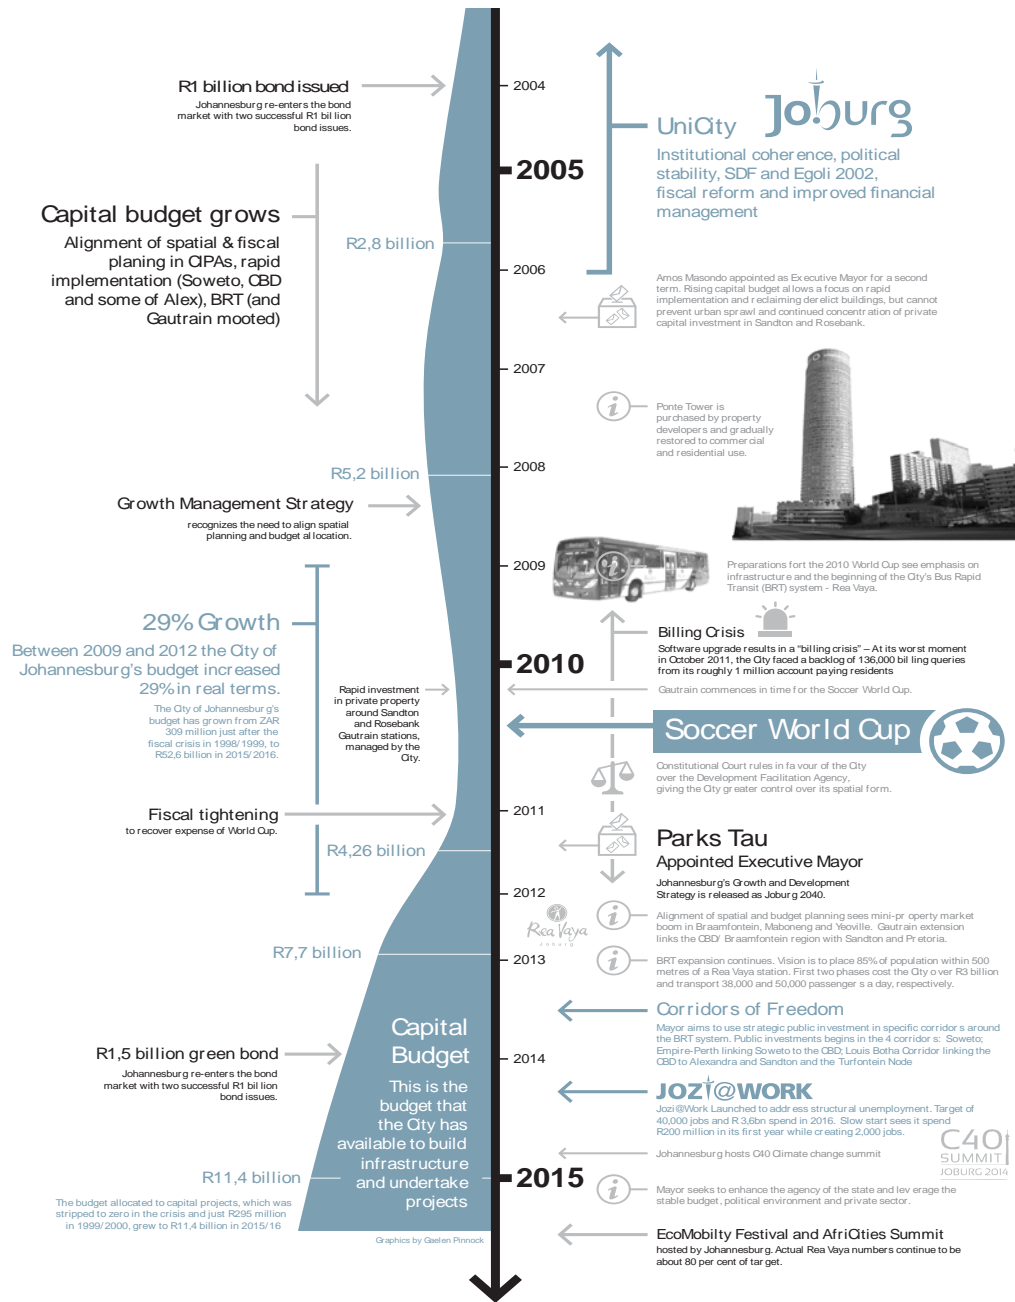 R1 billion bond issued
Johannesburg re-enters the bond
market with two successful R1 billion
bond issues.
Capital budget grows
Alignment of spatial & fiscal
planing in CIPAs, rapid
implementation (Soweto, CBD
and some of Alex), BRT (and
Gautrain mooted)
R2,8 billion
R5,2 billion
Growth Management Strategy
recognizes the need to align spatial
planning and budget allocation.
29% Growth
Between 2009 and 2012 the City of
Johannesburg's budget increased
29% in real terms.
The City of Johannesburg's
budget has grown from ZAR
309 million just after the
fiscal crisis in 1998/1999, to
R52,6 billion in 2015/2016.
Rapid investment
in private property
around Sandton
and Rosebank
Gautrain stations,
managed by the
City.
Fiscal tightening
to recover expense of World Cup.
R4,26 billion
R7,7 billion
R1,5 billion green bond
Johannesburg re-enters the bond
market with two successful R1 billion
bond issues.
Capital
Budget
This is the
budget that
the City has
available to build
infrastructure
and undertake
projects
R11,4 billion
The budget allocated to capital projects, which was
stripped to zero in the crisis and just R295 million
in 1999/2000, grew to R11,4 billion in 2015/16
Graphics by Gaelen Pinnock
2004
2005
2006
2007
2008
2009
2010
2011
2012
2013
2014
2015
UniCity
Joburg
Institutional coherence, political
stability, SDF and Egoli 2002,
fiscal reform and improved financial
management
Amos Masondo appointed as Executive Mayor for a second
term. Rising capital budget allows a focus on rapid
implementation and reclaiming derelict buildings, but cannot
prevent urban sprawl and continued concentration of private
capital investment in Sandton and Rosebank.
i
Ponte Tower is
purchased by property
developers and gradually
restored to commercial
and residential use.
i
Preparations fort the 2010 World Cup see emphasis on
infrastructure and the beginning of the City's Bus Rapid
Transit (BRT) system - Rea Vaya.
Billing Crisis
Software upgrade results in a "billing crisis" – At its worst moment
in October 2011, the City faced a backlog of 136,000 billing queries
from its roughly 1 million account paying residents
Gautrain commences in time for the Soccer World Cup.
Soccer World Cup
Constitutional Court rules in favour of the City
over the Development Facilitation Agency,
giving the City greater control over its spatial form.
Parks Tau
Appointed Executive Mayor
Johannesburg's Growth and Development
Strategy is released as Joburg 2040.
Rea Vaya
Joburg
i
Alignment of spatial and budget planning sees mini-property market
boom in Braamfontein, Maboneng and Yeoville. Gautrain extension
links the CBD/ Braamfontein region with Sandton and Pretoria.
i
BRT expansion continues. Vision is to place 85% of population within 500
metres of a Rea Vaya station. First two phases cost the City over R3 billion
and transport 38,000 and 50,000 passengers a day, respectively.
Corridors of Freedom
Mayor aims to use strategic public investment in specific corridors around
the BRT system. Public investments begins in the 4 corridors: Soweto;
Empire-Perth linking Soweto to the CBD; Louis Botha Corridor linking the
CBD to Alexandra and Sandton and the Turfontein Node
JOZI@WORK
Jozi@Work Launched to address structural unemployment. Target of
40,000 jobs and R3,6bn spend in 2016. Slow start sees it spend
R200 million in its first year while creating 2,000 jobs.
Johannesburg hosts C40 Climate change summit
C40
SUMMIT
JOBURG 2014
i
Mayor seeks to enhance the agency of the state and leverage the
stable budget, political environment and private sector.
EcoMobilty Festival and AfriCities Summit
hosted by Johannesburg. Actual Rea Vaya numbers continue to be
about 80 per cent of target.